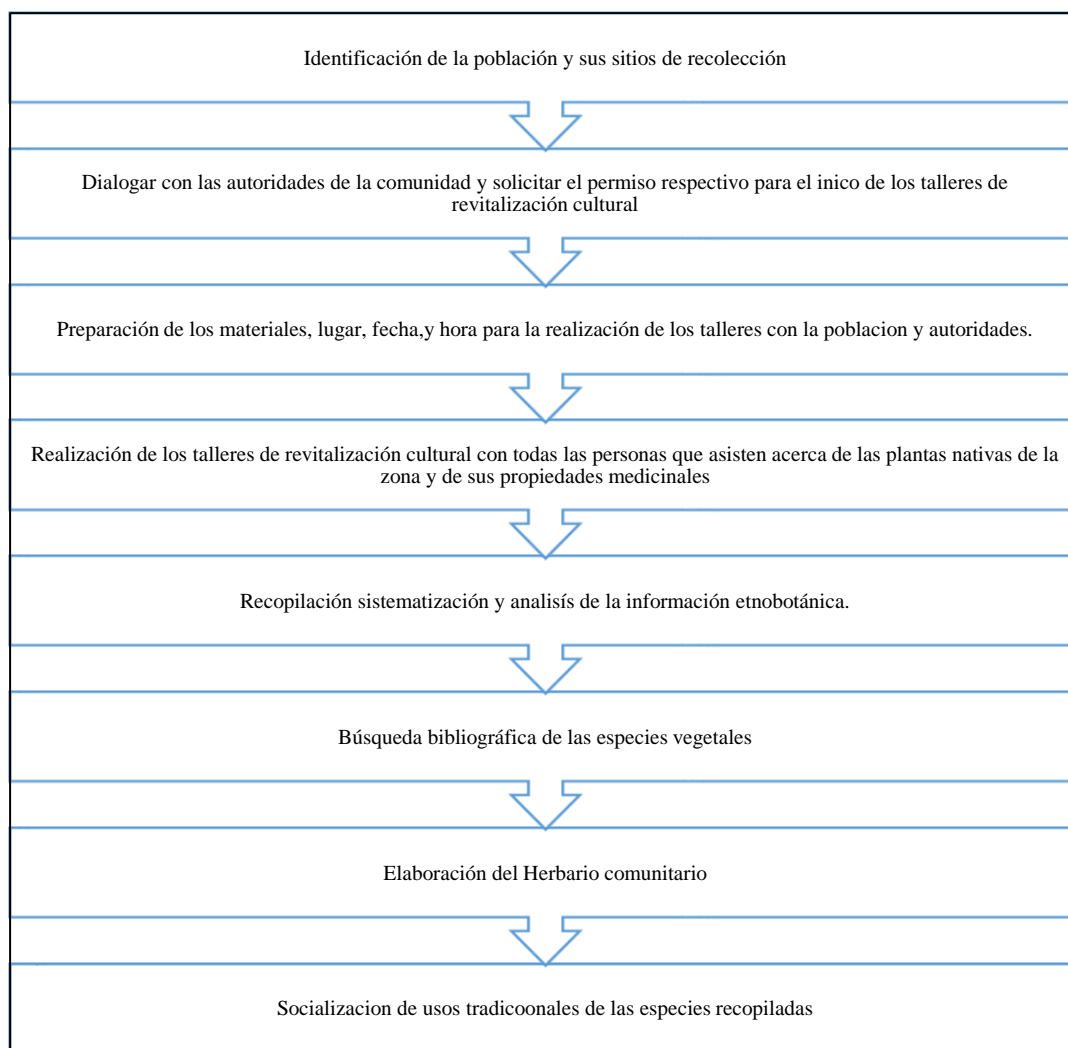 Identificación de la población y sus sitios de recolección
Dialogar con las autoridades de la comunidad y solicitar el permiso respectivo para el inico de los talleres de
revitalización cultural
Preparación de los materiales, lugar, fecha,y hora para la realización de los talleres con la poblacion y autoridades.
Realización de los talleres de revitalización cultural con todas las personas que asisten acerca de las plantas nativas de la
zona y de sus propiedades medicinales
Recopilación sistematización y analisís de la información etnobotánica.
Búsqueda bibliográfica de las especies vegetales
Elaboración del Herbario comunitario
Socializacion de usos tradicoonales de las especies recopiladas